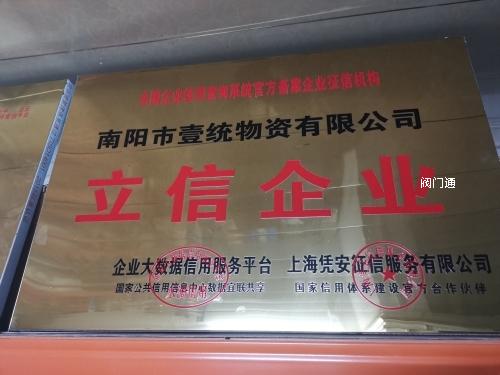 南阳市壹统物资有限公司
立信企业
阀门通
企业大数据信用服务平台 上海凭安征信服务有限公司
国家公共信用信息中心数据互联共享 国家信用体系建设官方合作伙伴